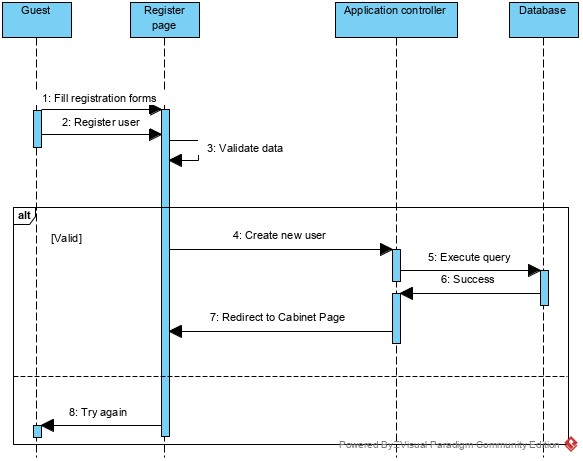 Guest
Register
page
Application controller
Database
1: Fill registration forms
2: Register user
3: Validate data
alt
[Valid]
4: Create new user
5: Execute query
6: Success
7: Redirect to Cabinet Page
8: Try again
Powered By: Visual Paradigm Community Edition